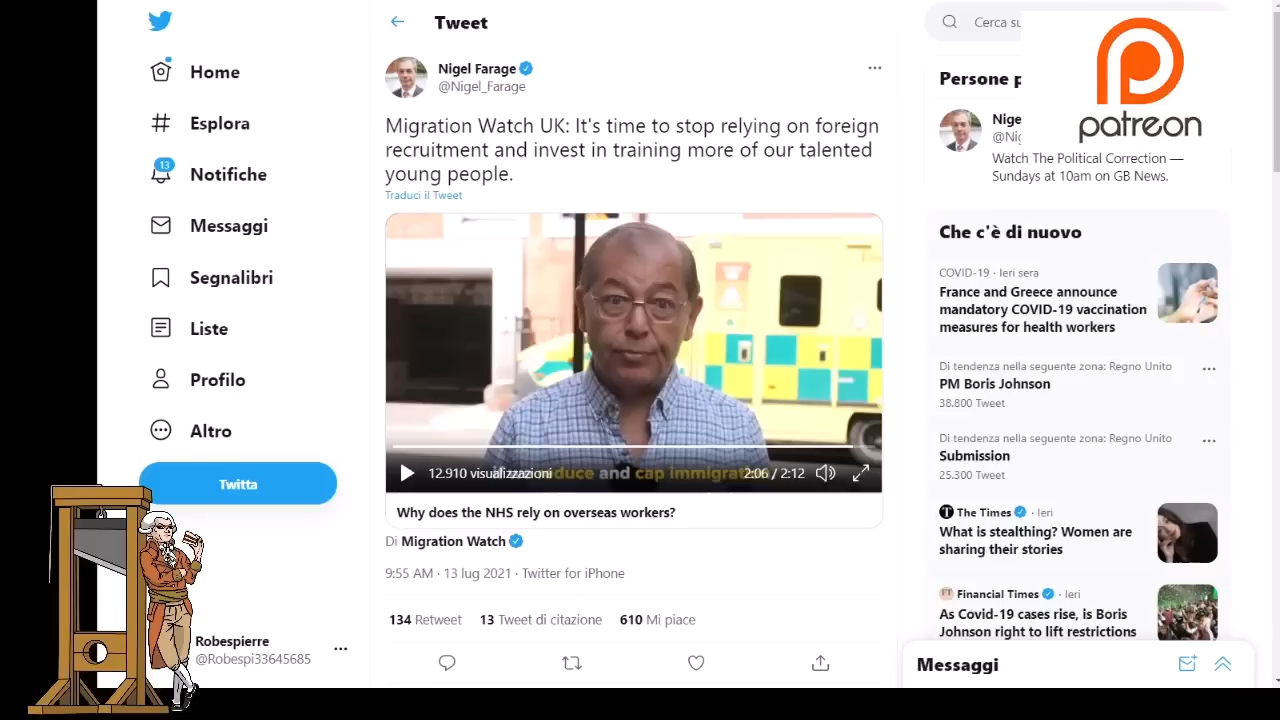 Tweet
Cerca su
Home
Esplora
13
Notifiche
Messaggi
Segnalibri
Liste
Profilo
Altro
Twitta
Robespierre
@Robespi33645685
Nigel Farage
@Nigel_Farage
Migration Watch UK: It's time to stop relying on foreign
recruitment and invest in training more of our talented
young people.
Traduci il Tweet
12.910 visualizzazioni
and cap
2:06 / 2:12
Why does the NHS rely on overseas workers?
Di Migration Watch
9:55 AM · 13 lug 2021 · Twitter for iPhone
134 Retweet 13 Tweet di citazione 610 Mi piace
patreon
Persone p
Nige
@Nig
Watch The Political Correction —
Sundays at 10am on GB News.
Che c'è di nuovo
COVID-19 · Ieri sera
France and Greece announce
mandatory COVID-19 vaccination
measures for health workers
Di tendenza nella seguente zona: Regno Unito
PM Boris Johnson
38.800 Tweet
Di tendenza nella seguente zona: Regno Unito
Submission
25.300 Tweet
The Times · Ieri
What is stealthing? Women are
sharing their stories
Financial Times · Ieri
As Covid-19 cases rise, is Boris
Johnson right to lift restrictions
Messaggi